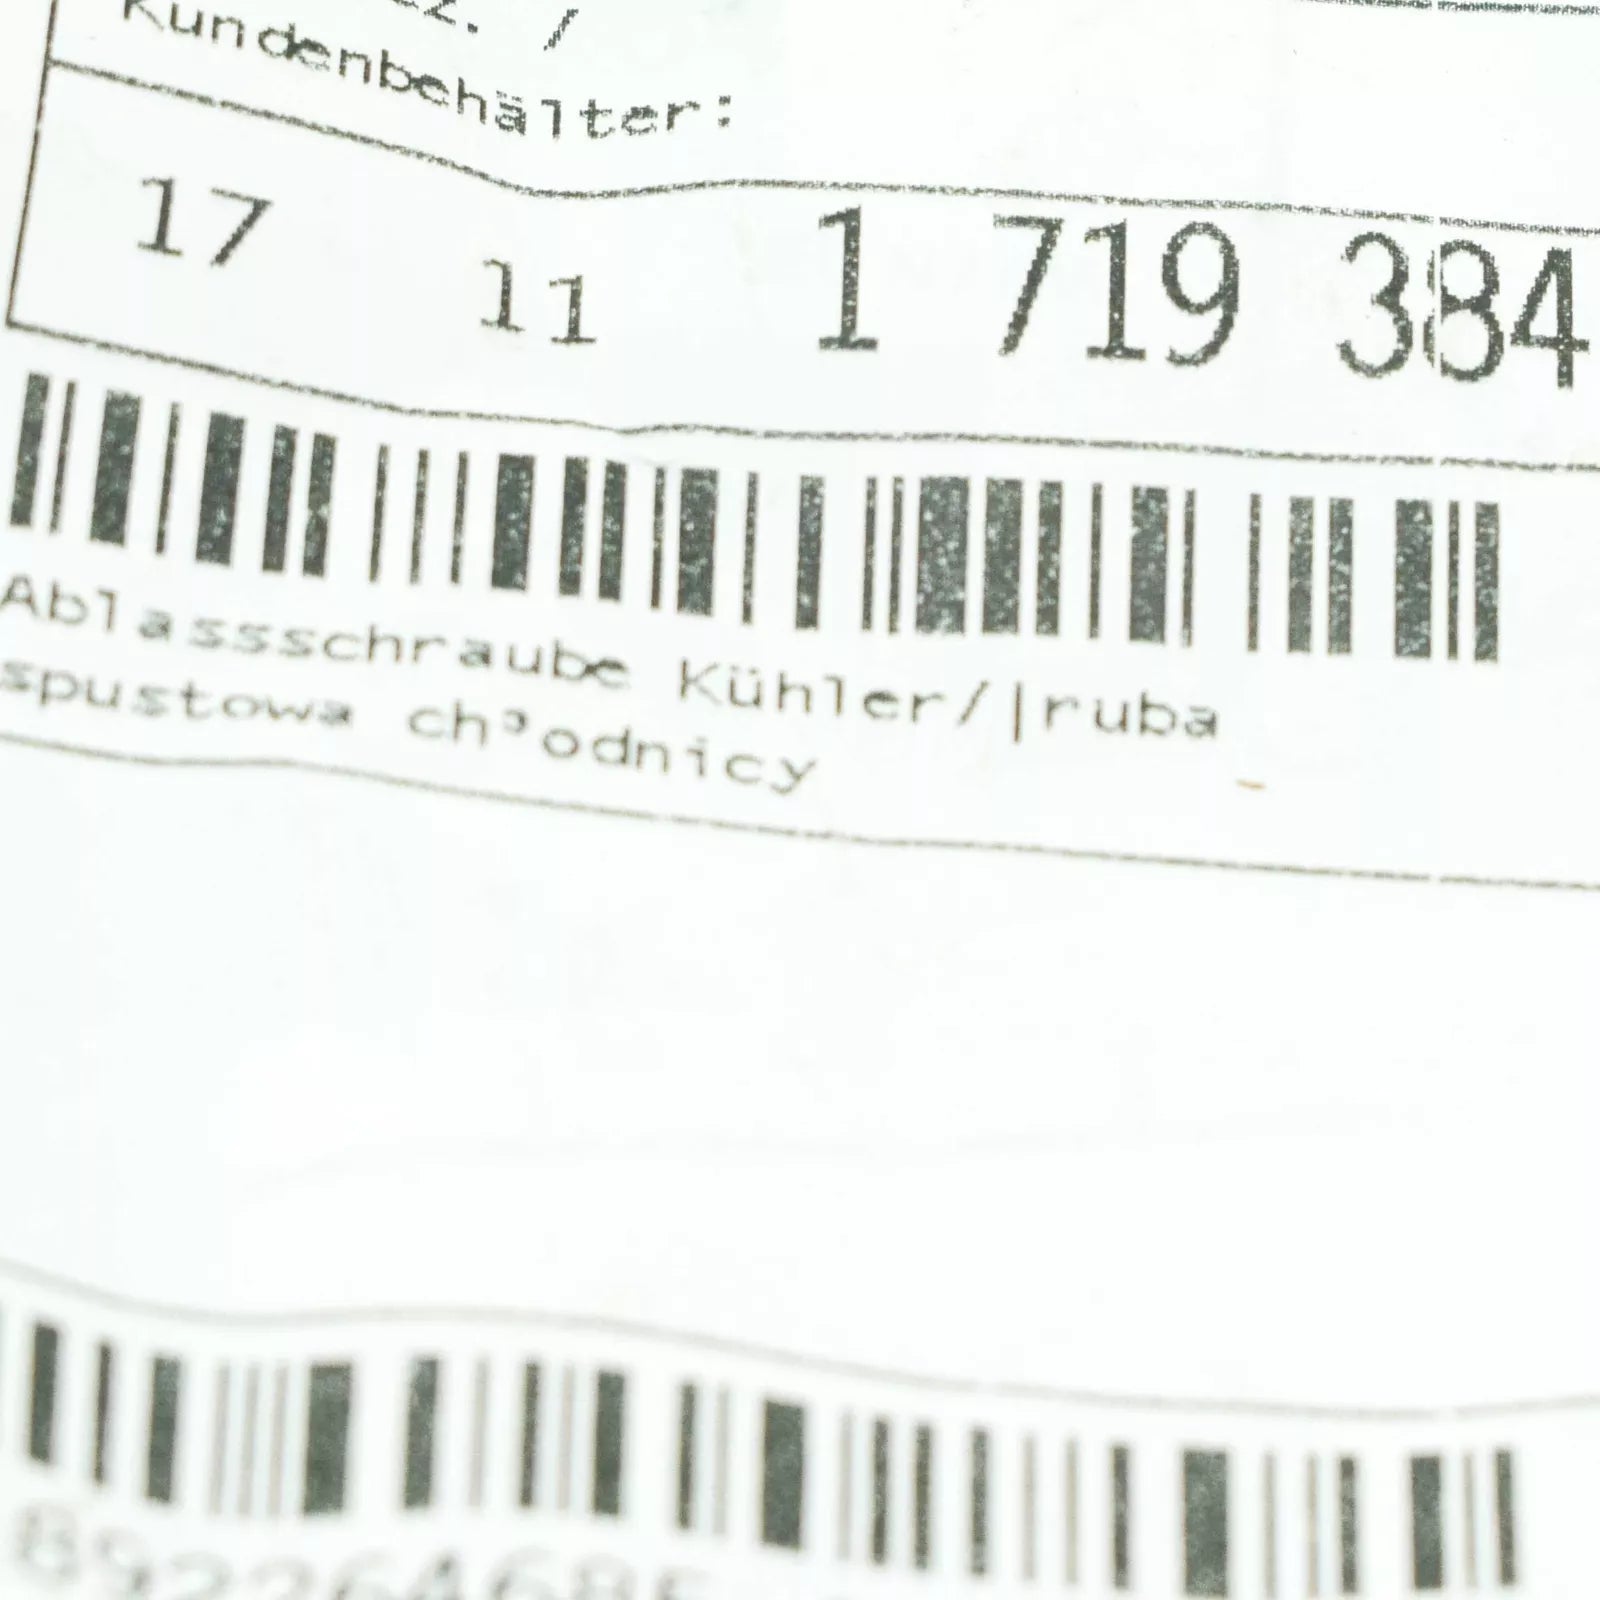 Kundenbehälter:
17 11 1 719 384
Ablassschraube Kühler/|ruba
spustowa ch³odnicy